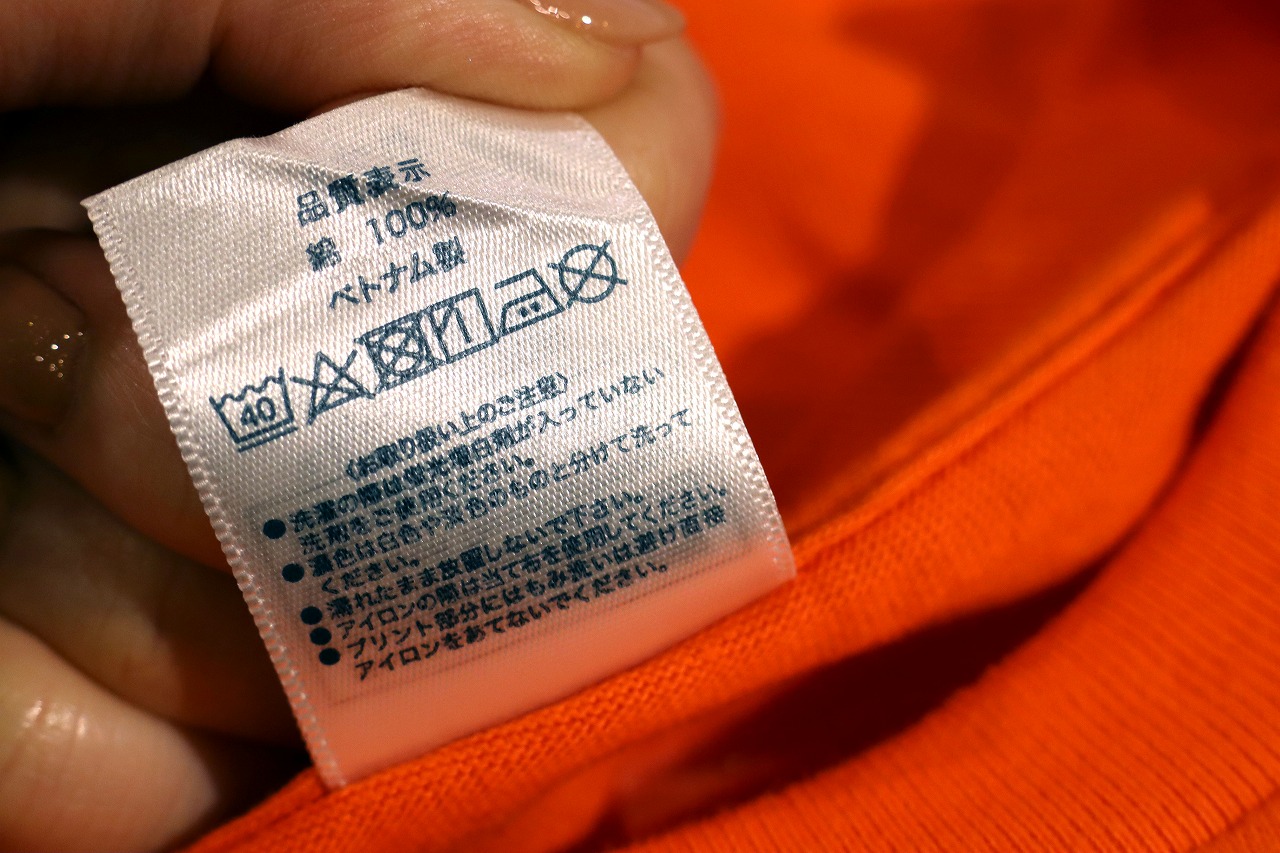 品質表示
綿 100%
ベトナム製
40
〈お取り扱い上のご注意〉
●洗濯の際は蛍光増白剤が入っていない
洗剤をご使用ください。
●濃色は白色や淡色のものと分けて洗って
ください。
●濡れたまま放置しないで下さい。
●アイロンの際は当て布を使用してください。
●プリント部分にはもみ洗いは避け直接
アイロンをあてないでください。